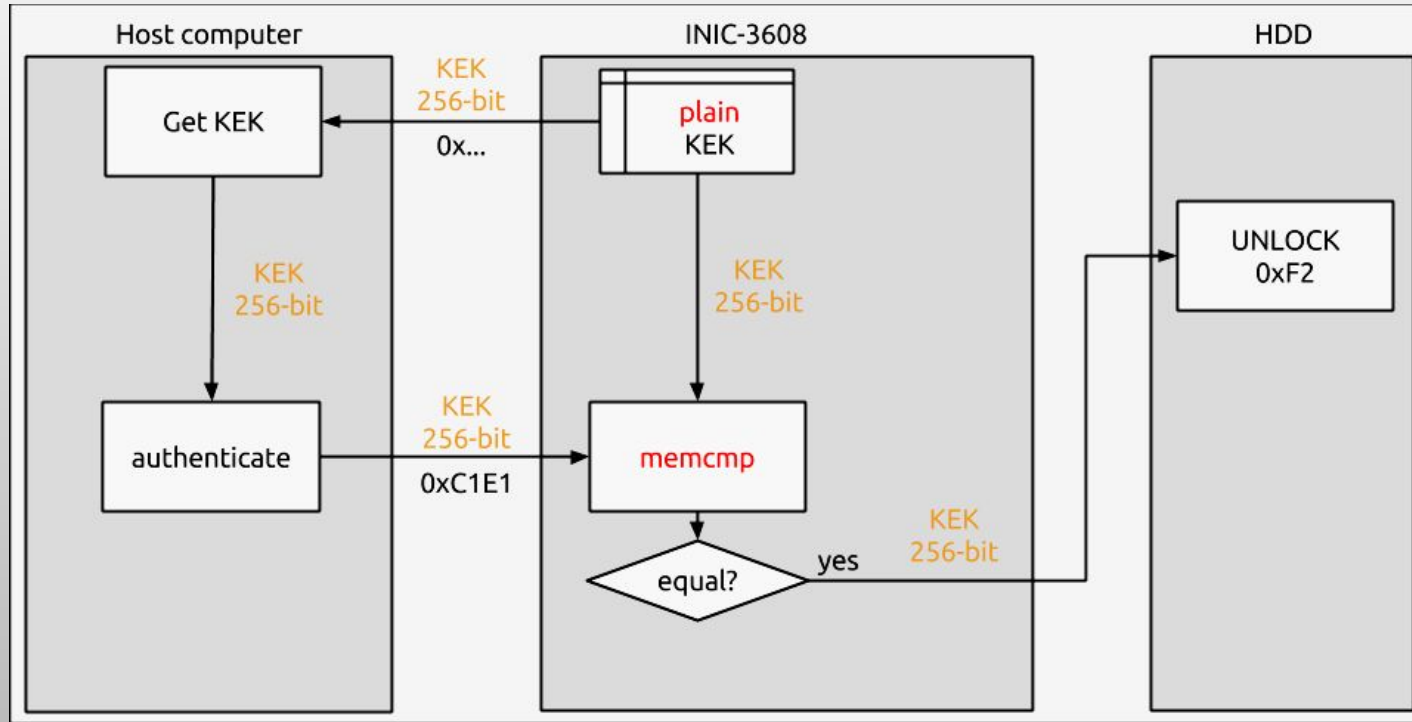 Host computer
INIC-3608
HDD
Get KEK
KEK
256-bit
0x...
plain
KEK
UNLOCK
0xF2
KEK
256-bit
KEK
256-bit
authenticate
KEK
256-bit
0xC1E1
memcmp
equal?
yes
KEK
256-bit